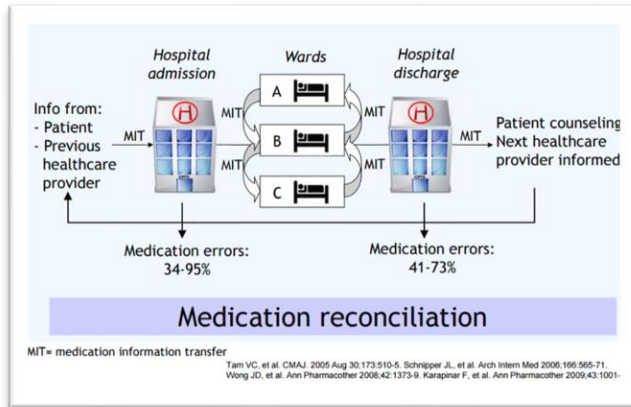 Hospital
admission
Wards
Hospital
discharge
Info from:
- Patient
- Previous
healthcare
provider
MIT
H
MIT
MIT
A
B
C
MIT
MIT
H
MIT
Patient counseling
Next healthcare
provider informed
Medication errors:
34-95%
Medication errors:
41-73%
Medication reconciliation
MIT= medication information transfer
Tam VC, et al. CMAJ. 2005 Aug 30;173:510-5. Schnipper JL, et al. Arch Intern Med 2006;166:565-71.
Wong JD, et al. Ann Pharmacother 2008;42:1373-9. Karapinar F, et al. Ann Pharmacother 2009;43:1001-